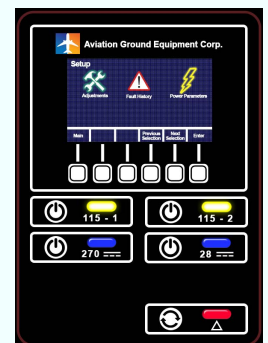 Aviation Ground Equipment Corp.
Setup
Adjustments
Fault History
Power Parameters
Main
Previous Selection
Next Selection
Enter
115 - 1
115 - 2
270
28